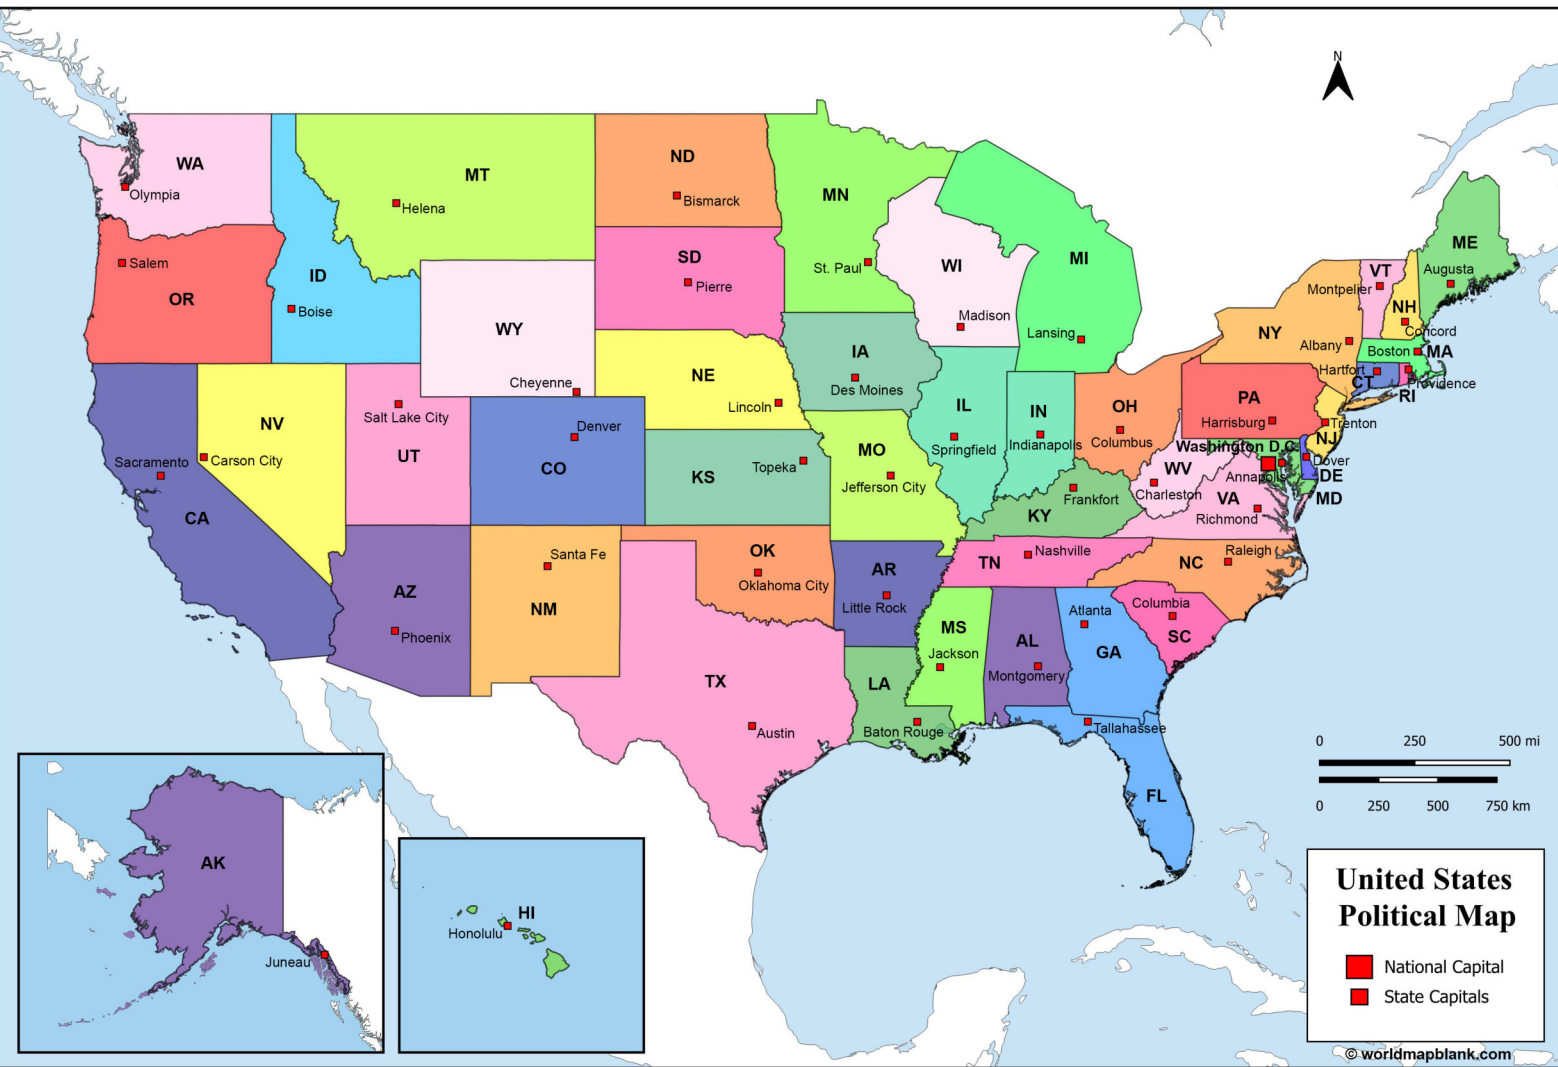 N
WA
Olympia
MT
Helena
ND
Bismarck
MN
St. Paul
ME
Augusta
OR
Salem
ID
Boise
SD
Pierre
WI
Madison
MI
Lansing
VT
Montpelier
NH
Concord
WY
Cheyenne
IA
Des Moines
NY
Albany
Boston
MA
Hartfort
CT
Providence
RI
NE
Lincoln
NV
Carson City
Salt Lake City
UT
Denver
CO
IL
Springfield
IN
Indianapolis
OH
Columbus
PA
Harrisburg
Trenton
NJ
Washington D.C.
Dover
DE
Annapolis
MD
Sacramento
CA
KS
Topeka
MO
Jefferson City
WV
Charleston
VA
Richmond
KY
Frankfort
AZ
Phoenix
Santa Fe
NM
OK
Oklahoma City
AR
Little Rock
TN
Nashville
NC
Raleigh
Columbia
SC
TX
Austin
LA
Baton Rouge
MS
Jackson
AL
Montgomery
Atlanta
GA
Tallahassee
FL
AK
Juneau
HI
Honolulu
0 250 500 mi
0 250 500 750 km
United States
Political Map
National Capital
State Capitals
© worldmapblank.com